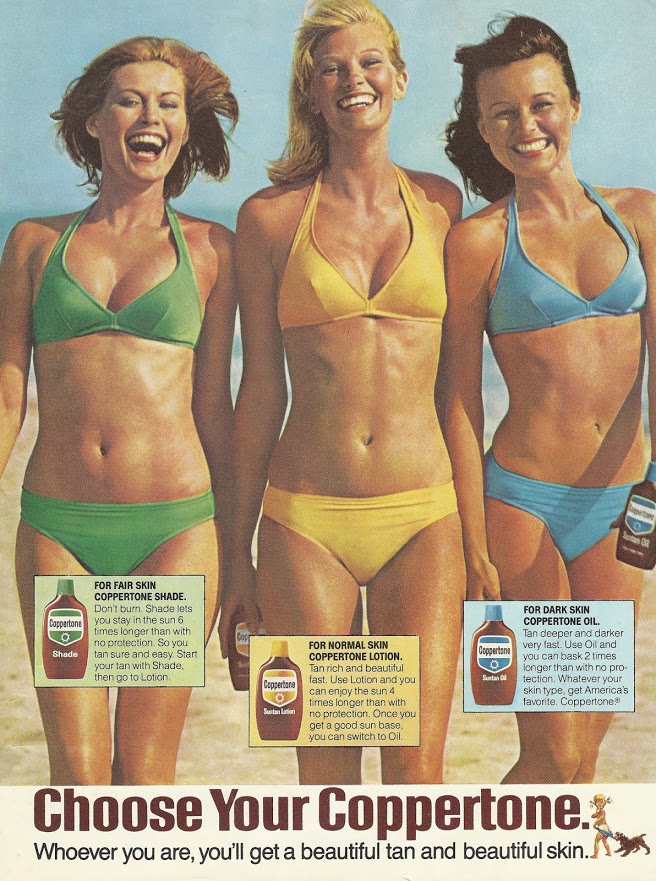 FOR FAIR SKIN
COPPERTONE SHADE.
Don't burn. Shade lets
you stay in the sun 6
times longer than with
no protection. So you
tan sure and easy. Start
your tan with Shade,
then go to Lotion.
Coppertone
Shade
FOR NORMAL SKIN
COPPERTONE LOTION.
Tan rich and beautiful
fast. Use Lotion and you
can enjoy the sun 4
times longer than with
no protection. Once you
get a good sun base,
you can switch to Oil.
Coppertone
Suntan Lotion
FOR DARK SKIN
COPPERTONE OIL.
Tan deeper and darker
very fast. Use Oil and
you can bask 2 times
longer than with no pro-
tection. Whatever your
skin type, get America's
favorite. Coppertone®
Coppertone
Suntan Oil
Coppertone
Suntan Oil
Choose Your Coppertone.
Whoever you are, you'll get a beautiful tan and beautiful skin.